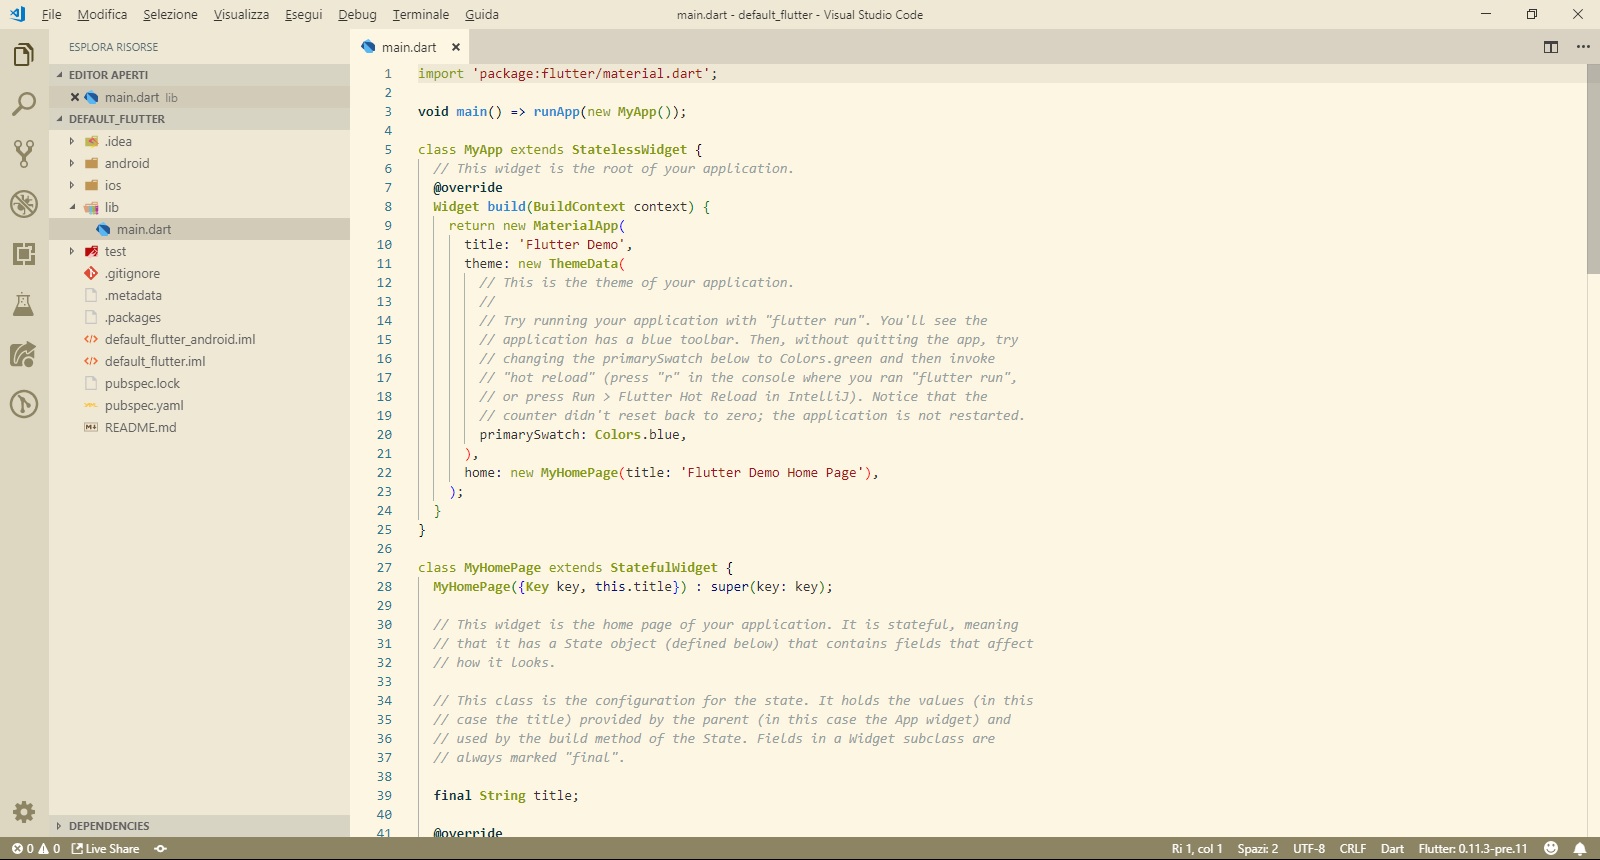 File Modifica Selezione Visualizza Esegui Debug Terminale Guida
main.dart - default_flutter - Visual Studio Code
ESPLORA RISORSE
EDITOR APERTI
main.dart lib
DEFAULT_FLUTTER
.idea
android
ios
lib
main.dart
test
.gitignore
.metadata
.packages
default_flutter_android.iml
default_flutter.iml
pubspec.lock
pubspec.yaml
README.md
DEPENDENCIES
main.dart
1 import 'package:flutter/material.dart';
2
3 void main() => runApp(new MyApp());
4
5 class MyApp extends StatelessWidget {
6 // This widget is the root of your application.
7 @override
8 Widget build(BuildContext context) {
9 return new MaterialApp(
10 title: 'Flutter Demo',
11 theme: new ThemeData(
12 // This is the theme of your application.
13 //
14 // Try running your application with "flutter run". You'll see the
15 // application has a blue toolbar. Then, without quitting the app, try
16 // changing the primarySwatch below to Colors.green and then invoke
17 // "hot reload" (press "r" in the console where you ran "flutter run",
18 // or press Run > Flutter Hot Reload in IntelliJ). Notice that the
19 // counter didn't reset back to zero; the application is not restarted.
20 primarySwatch: Colors.blue,
21 ),
22 home: new MyHomePage(title: 'Flutter Demo Home Page'),
23 );
24 }
25 }
26
27 class MyHomePage extends StatefulWidget {
28 MyHomePage({Key key, this.title}) : super(key: key);
29
30 // This widget is the home page of your application. It is stateful, meaning
31 // that it has a State object (defined below) that contains fields that affect
32 // how it looks.
33
34 // This class is the configuration for the state. It holds the values (in this
35 // case the title) provided by the parent (in this case the App widget) and
36 // used by the build method of the State. Fields in a Widget subclass are
37 // always marked "final".
38
39 final String title;
40
41 @override
0 0 Live Share
Ri 1, col 1 Spazi: 2 UTF-8 CRLF Dart Flutter: 0.11.3-pre.11